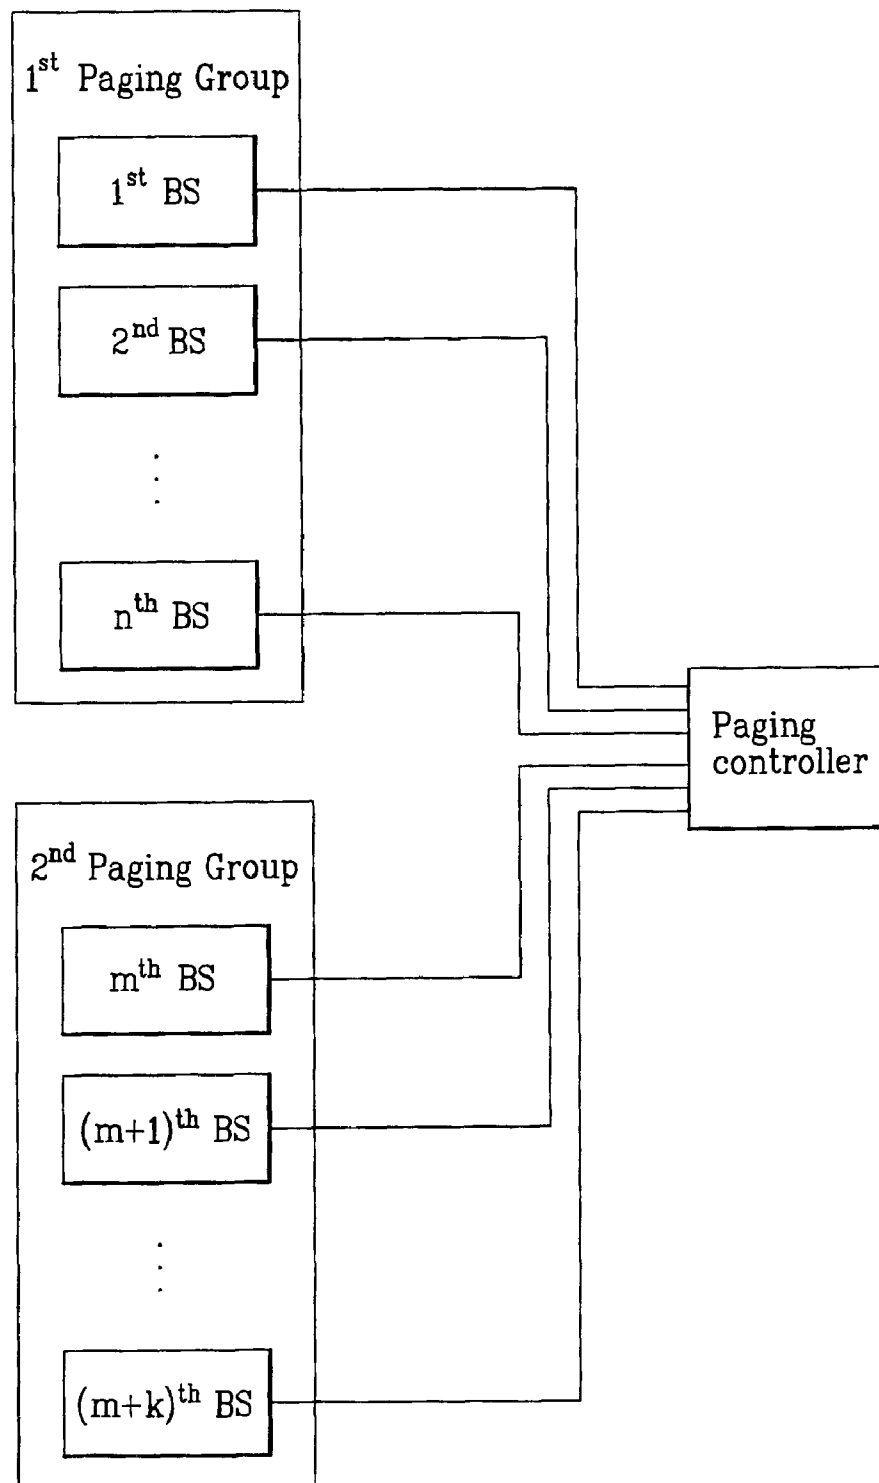 1st Paging Group
1st BS
2nd BS
nth BS
Paging
controller
2nd Paging Group
mth BS
(m+1)th BS
(m+k)th BS